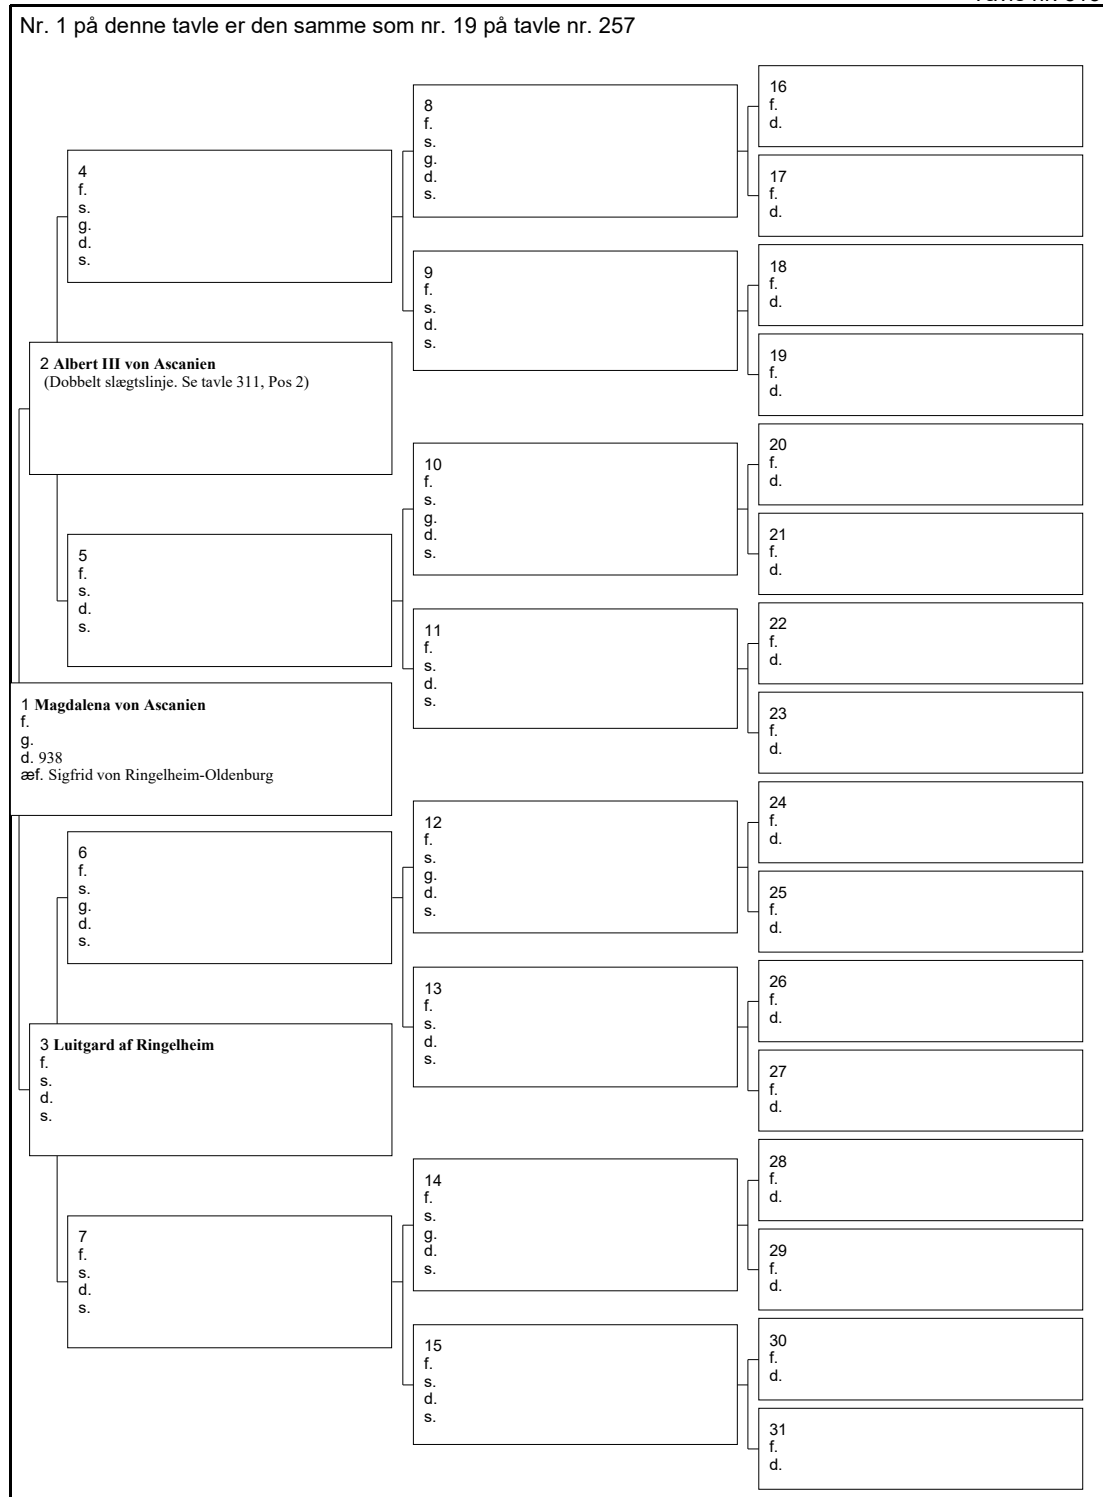 Nr. 1 på denne tavle er den samme som nr. 19 på tavle nr. 257
16
f.
d.
8
f.
s.
g.
d.
s.
17
f.
d.
4
f.
s.
g.
d.
s.
18
f.
d.
9
f.
s.
d.
s.
19
f.
d.
2 Albert III von Ascanien
(Dobbelt slægtslinje. Se tavle 311, Pos 2)
20
f.
d.
10
f.
s.
g.
d.
s.
21
f.
d.
5
f.
s.
d.
s.
22
f.
d.
11
f.
s.
d.
s.
23
f.
d.
1 Magdalena von Ascanien
f.
g.
d. 938
æf. Sigfrid von Ringelheim-Oldenburg
24
f.
d.
12
f.
s.
g.
d.
s.
25
f.
d.
6
f.
s.
g.
d.
s.
26
f.
d.
13
f.
s.
d.
s.
27
f.
d.
3 Luitgard af Ringelheim
f.
s.
d.
s.
28
f.
d.
14
f.
s.
g.
d.
s.
29
f.
d.
7
f.
s.
d.
s.
30
f.
d.
15
f.
s.
d.
s.
31
f.
d.